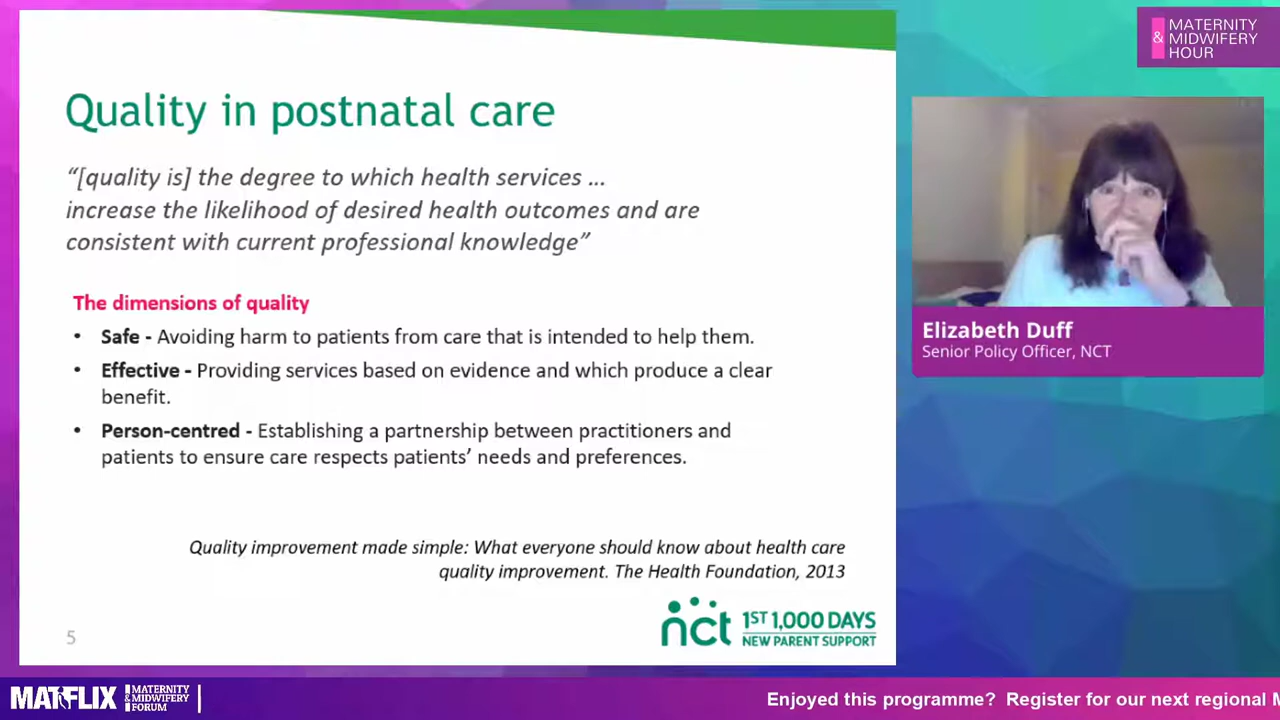 MATERNITY
& MIDWIFERY
HOUR
Quality in postnatal care
“[quality is] the degree to which health services ...
increase the likelihood of desired health outcomes and are
consistent with current professional knowledge”
The dimensions of quality
• Safe - Avoiding harm to patients from care that is intended to help them.
• Effective - Providing services based on evidence and which produce a clear
benefit.
• Person-centred - Establishing a partnership between practitioners and
patients to ensure care respects patients’ needs and preferences.
Quality improvement made simple: What everyone should know about health care
quality improvement. The Health Foundation, 2013
5
nct 1ST 1,000 DAYS
NEW PARENT SUPPORT
Elizabeth Duff
Senior Policy Officer, NCT
MATFLIX
MATERNITY
&MIDWIFERY
FORUM
Enjoyed this programme? Register for our next regional M